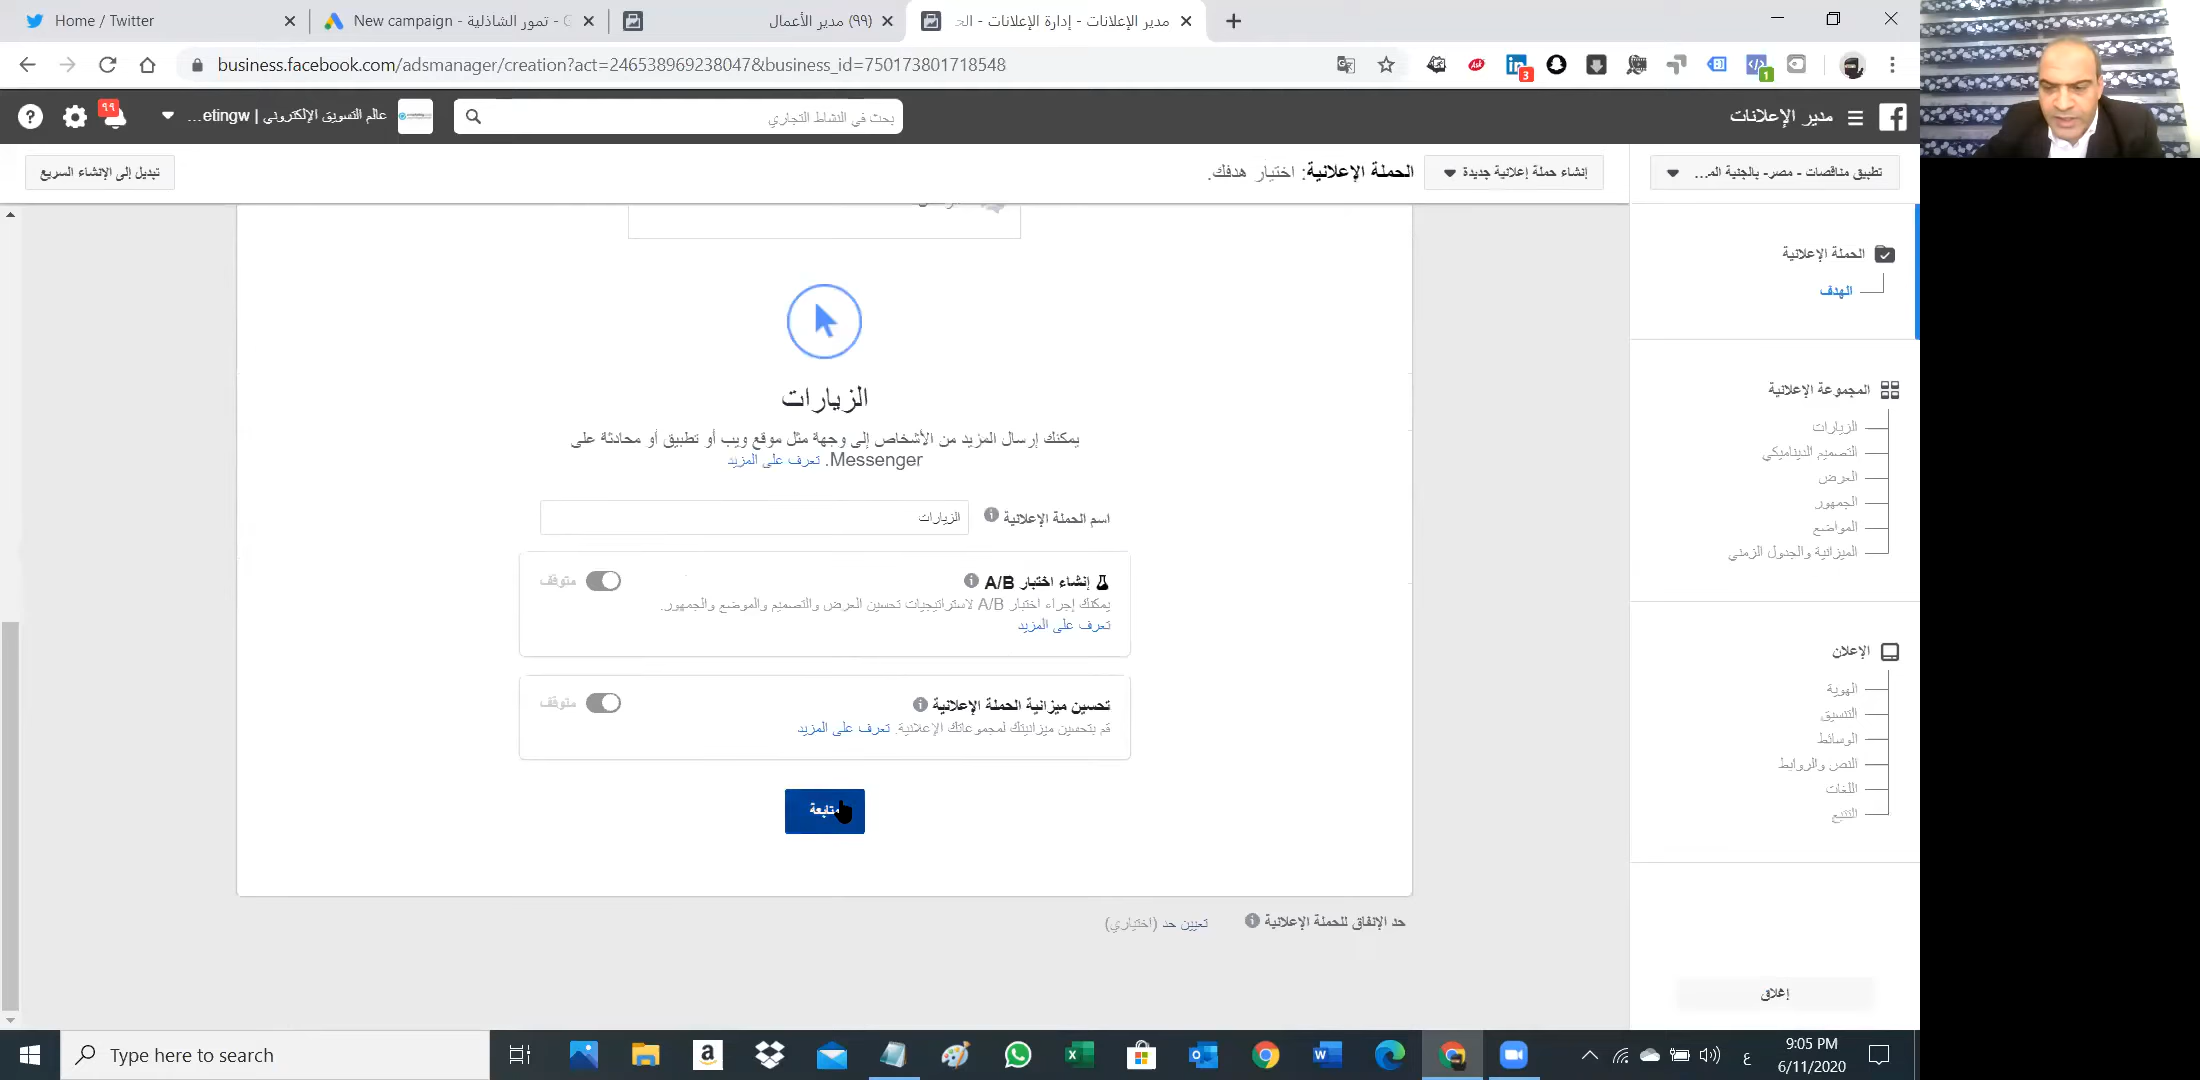 Home / Twitter
New campaign - تمور الشاذلية - G
(٩٩) مدير الأعمال
مدير الإعلانات - إدارة الإعلانات - الح
business.facebook.com/adsmanager/creation?act=246538969238047&business_id=750173801718548
3
1
مدير الإعلانات
بحث في النشاط التجاري
عالم التسويق الإلكتروني | etingw...
٩٩
تطبيق مناقصات - مصر- بالجنية الم...
إنشاء حملة إعلانية جديدة
الحملة الإعلانية: اختيار هدفك.
تبديل إلى الإنشاء السريع
الحملة الإعلانية
الهدف
المجموعة الإعلانية
الزيارات
التصميم الديناميكي
العرض
الجمهور
المواضع
الميزانية والجدول الزمني
الإعلان
الهوية
التنسيق
الوسائط
النص والروابط
اللغات
التتبع
إغلاق
الزيارات
يمكنك إرسال المزيد من الأشخاص إلى وجهة مثل موقع ويب أو تطبيق أو محادثة على
Messenger. تعرف على المزيد
اسم الحملة الإعلانية
الزيارات
إنشاء اختبار A/B
متوقف
يمكنك إجراء اختبار A/B لاستراتيجيات تحسين العرض والتصميم والموضع والجمهور.
تعرف على المزيد
تحسين ميزانية الحملة الإعلانية
متوقف
قم بتحسين ميزانيتك لمجموعاتك الإعلانية. تعرف على المزيد
متابعة
حد الإنفاق للحملة الإعلانية
تعيين حد (اختياري)
Type here to search
ع
9:05 PM
6/11/2020